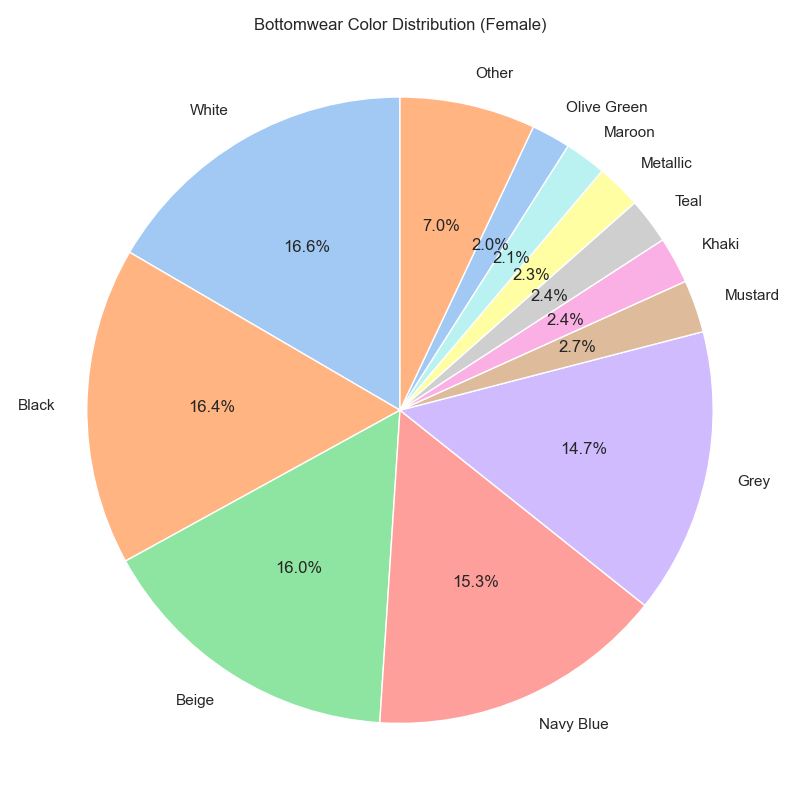 Bottomwear Color Distribution (Female)
Other
Olive Green
White
Maroon
Metallic
Teal
Khaki
Mustard
Black
Grey
Beige
Navy Blue
7.0%
2.0%
16.6%
2.1%
2.3%
2.4%
2.4%
2.7%
16.4%
14.7%
16.0%
15.3%